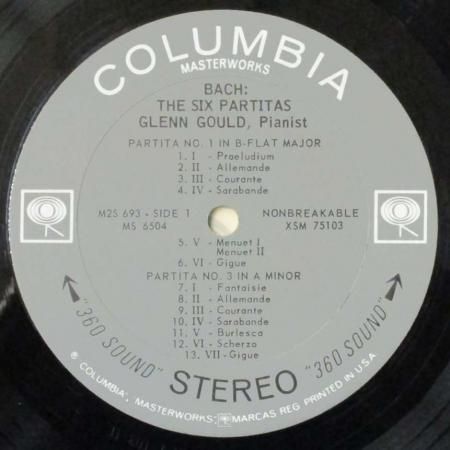 COLUMBIA
MASTERWORKS
BACH:
THE SIX PARTITAS
GLENN GOULD, Pianist
PARTITA NO. 1 IN B-FLAT MAJOR
1. I - Praeludium
2. II - Allemande
3. III - Courante
4. IV - Sarabande
M2S 693 - SIDE 1
MS 6504
NONBREAKABLE
XSM 75103
5. V - Menuet I
Menuet II
6. VI - Gigue
PARTITA NO. 3 IN A MINOR
7. I - Fantaisie
8. II - Allemande
9. III - Courante
10. IV - Sarabande
11. V - Burlesca
12. VI - Scherzo
13. VII - Gigue
"360 SOUND" STEREO "360 SOUND"
® "COLUMBIA", MASTERWORKS, MARCAS REG. PRINTED IN U.S.A.